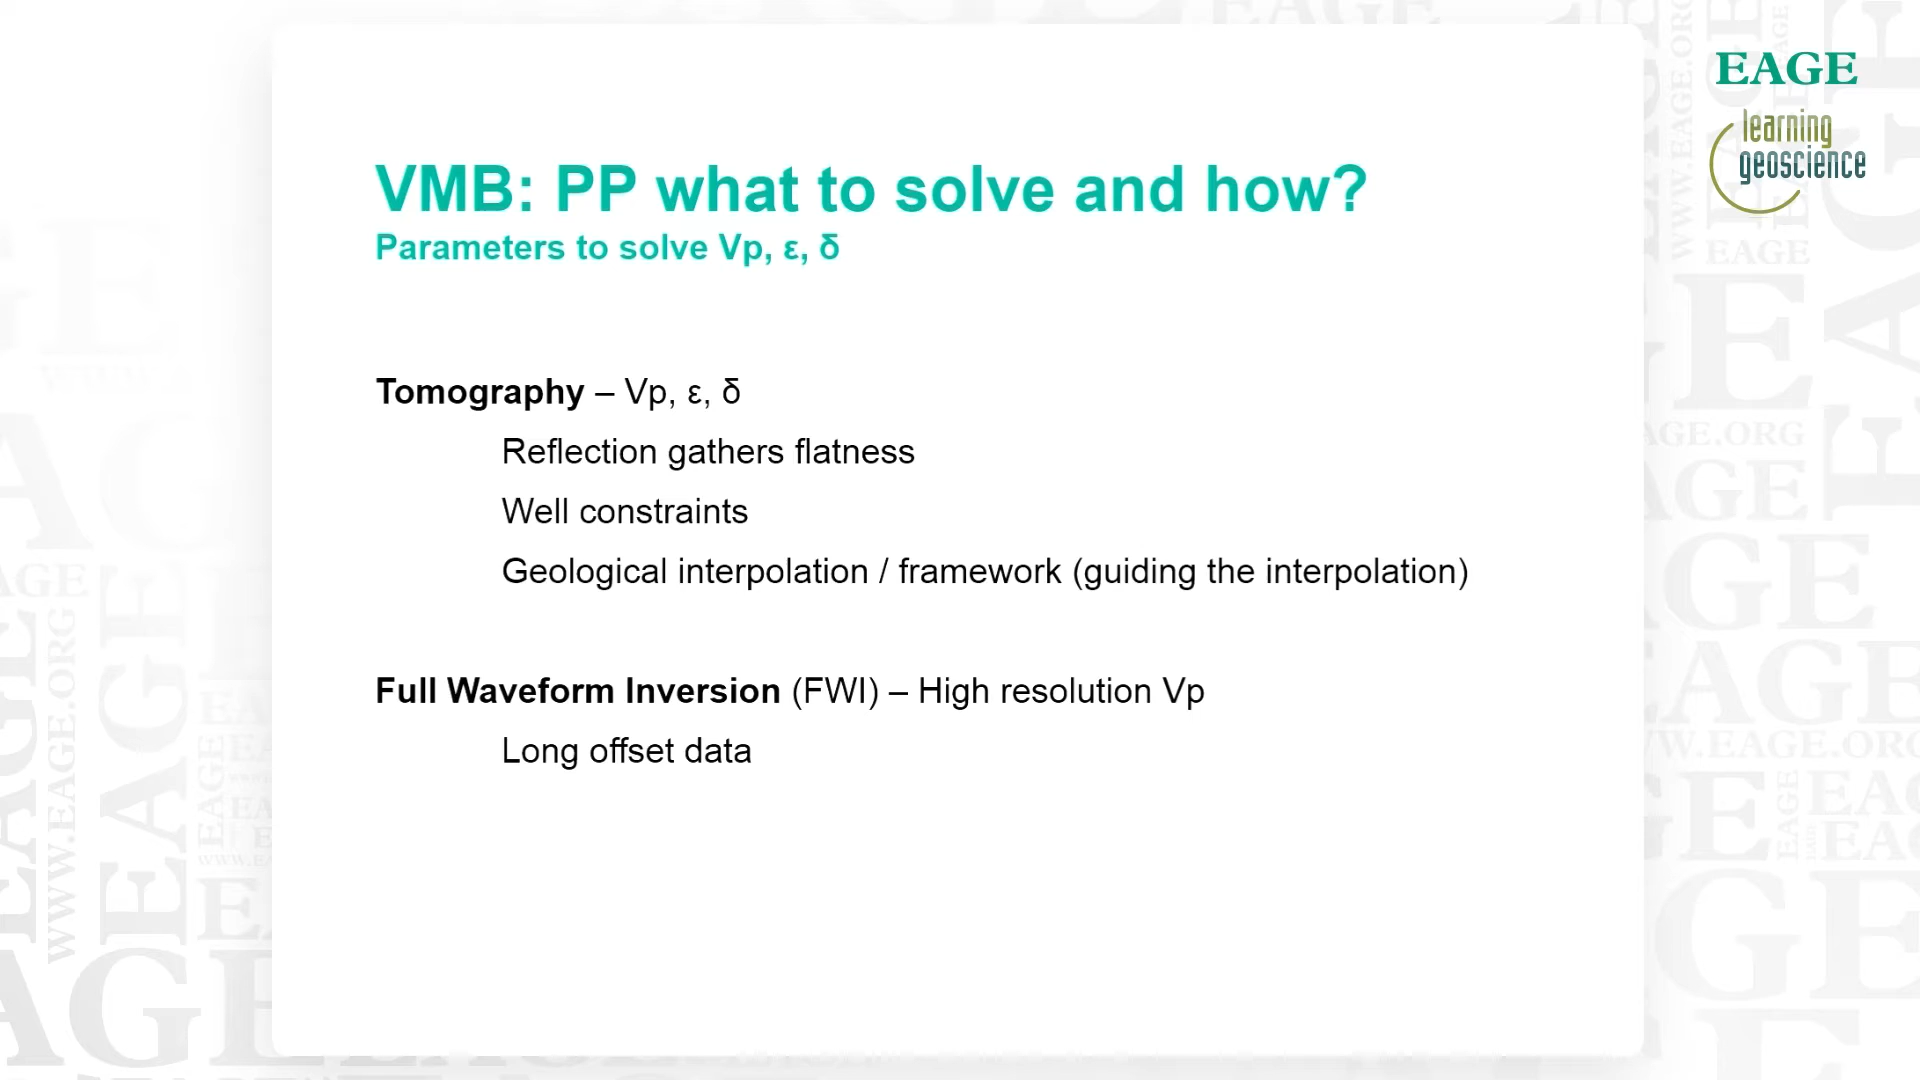 EAGE
learning
geoscience
VMB: PP what to solve and how?
Parameters to solve Vp, ε, δ
Tomography – Vp, ε, δ
Reflection gathers flatness
Well constraints
Geological interpolation / framework (guiding the interpolation)
Full Waveform Inversion (FWI) – High resolution Vp
Long offset data